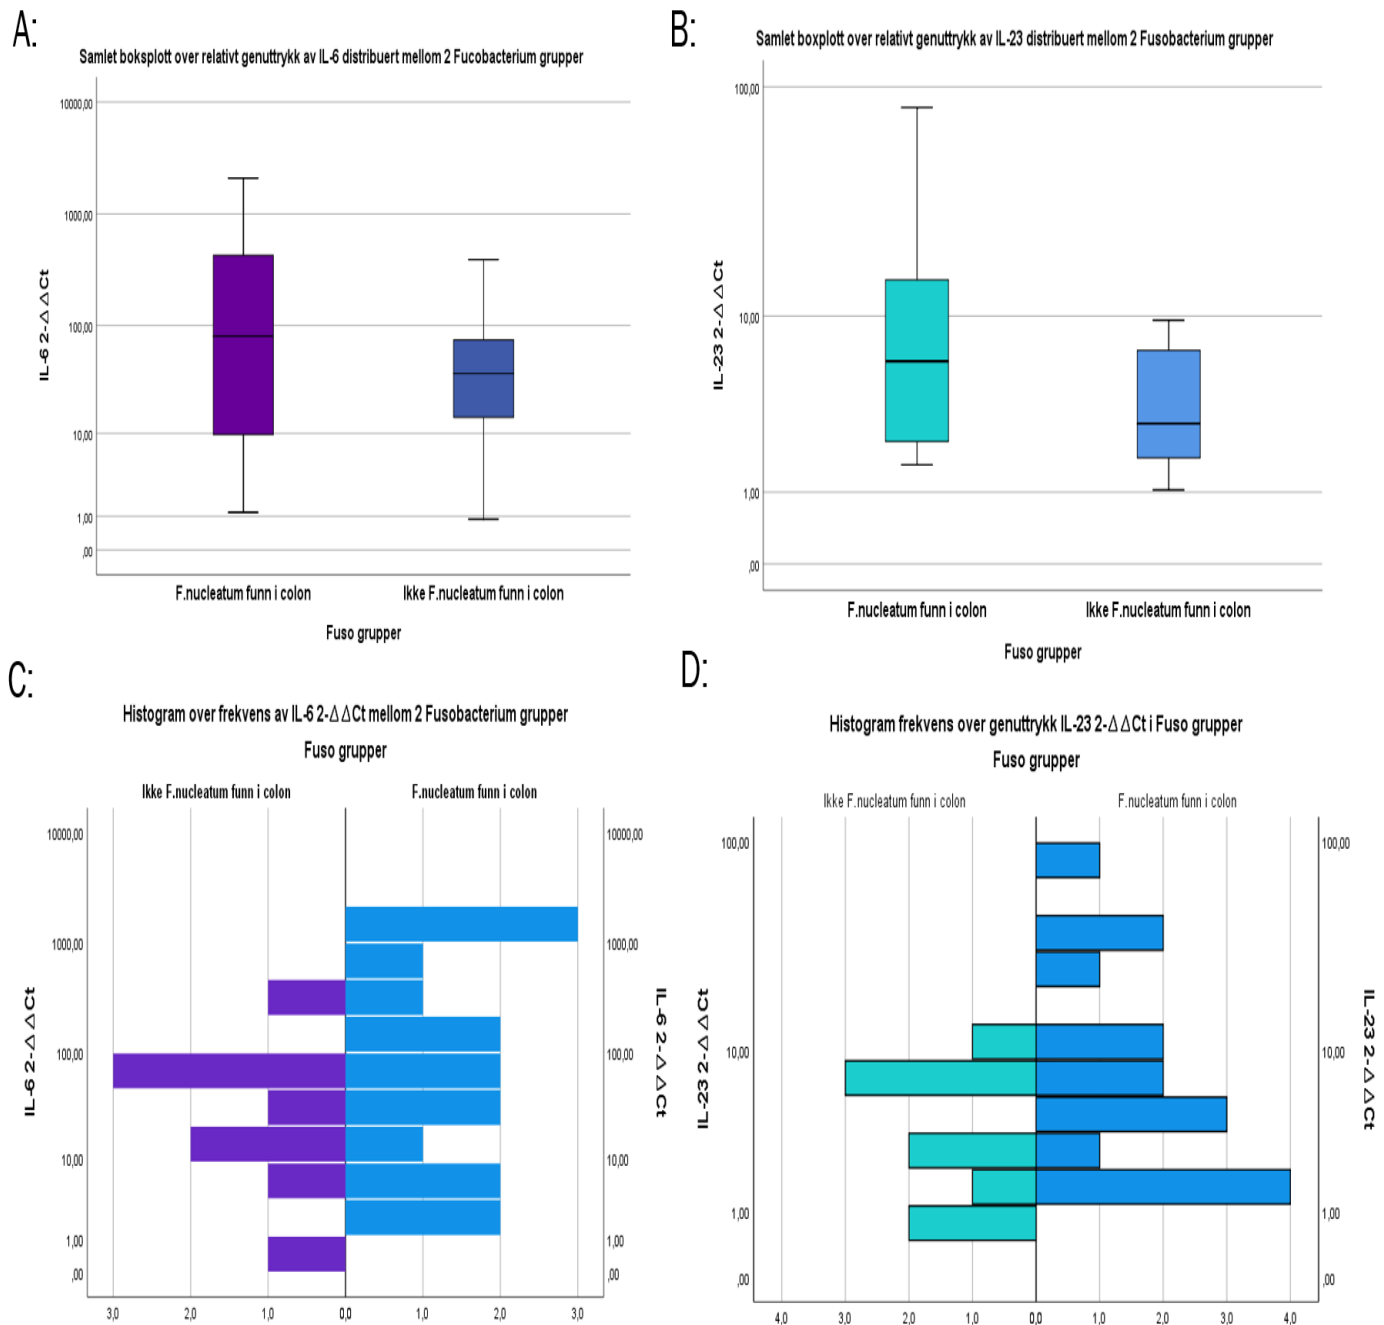 A:
Samlet boksplott over relativt genuttrykk av IL-6 distribuert mellom 2 Fucobacterium grupper
10000,00
1000,00
100,00
10,00
1,00
,00
IL-6 2-△△Ct
F.nucleatum funn i colon
Ikke F.nucleatum funn i colon
Fuso grupper
B:
Samlet boxplott over relativt genuttrykk av IL-23 distribuert mellom 2 Fusobacterium grupper
100,00
10,00
1,00
,00
IL-23 2-△△Ct
F.nucleatum funn i colon
Ikke F.nucleatum funn i colon
Fuso grupper
C:
Histogram over frekvens av IL-6 2-△△Ct mellom 2 Fusobacterium grupper
Fuso grupper
Ikke F.nucleatum funn i colon
F.nucleatum funn i colon
10000,00
1000,00
100,00
10,00
1,00
,00
IL-6 2-△△Ct
10000,00
1000,00
100,00
10,00
1,00
,00
IL-6 2-△△Ct
3,0 2,0 1,0 0,0 1,0 2,0 3,0
D:
Histogram frekvens over genuttrykk IL-23 2-△△Ct i Fuso grupper
Fuso grupper
Ikke F.nucleatum funn i colon
F.nucleatum funn i colon
100,00
10,00
1,00
,00
IL-23 2-△△Ct
100,00
10,00
1,00
,00
IL-23 2-△△Ct
4,0 3,0 2,0 1,0 0,0 1,0 2,0 3,0 4,0